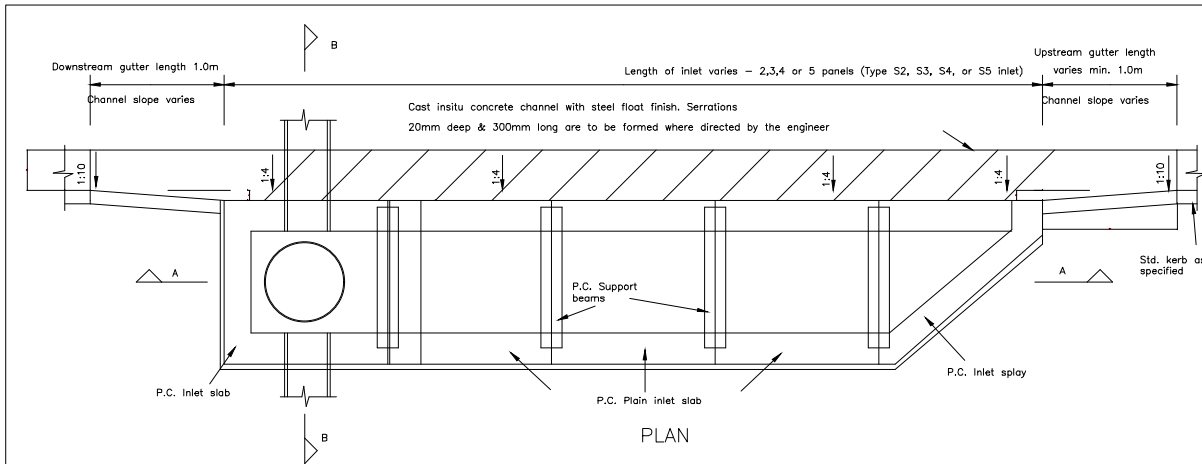 B
Downstream gutter length 1.0m
Channel slope varies
Length of inlet varies - 2,3,4 or 5 panels (Type S2, S3, S4, or S5 inlet)
Upstream gutter length
varies min. 1.0m
Channel slope varies
Cast insitu concrete channel with steel float finish. Serrations
20mm deep & 300mm long are to be formed where directed by the engineer
1:10
1:4
1:4
1:4
1:4
1:10
A
A
Std. kerb as
specified
P.C. Support
beams
P.C. Inlet slab
P.C. Plain inlet slab
P.C. Inlet splay
B
PLAN